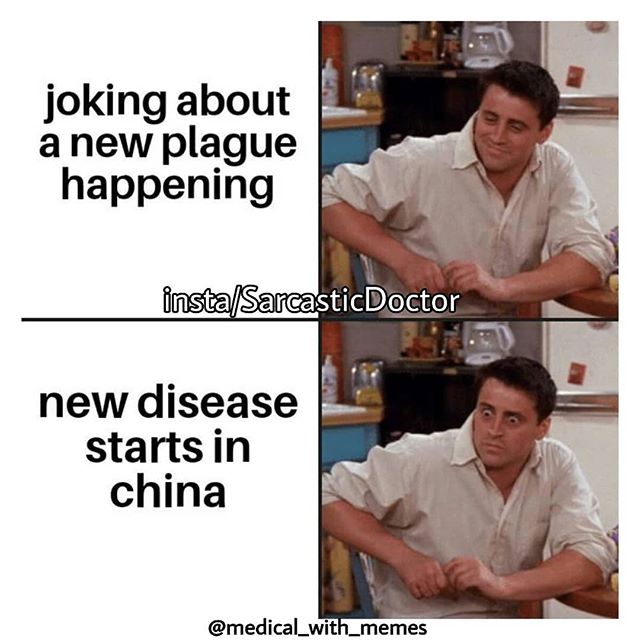 joking about
a new plague
happening
insta/SarcasticDoctor
new disease
starts in
china
@medical_with_memes